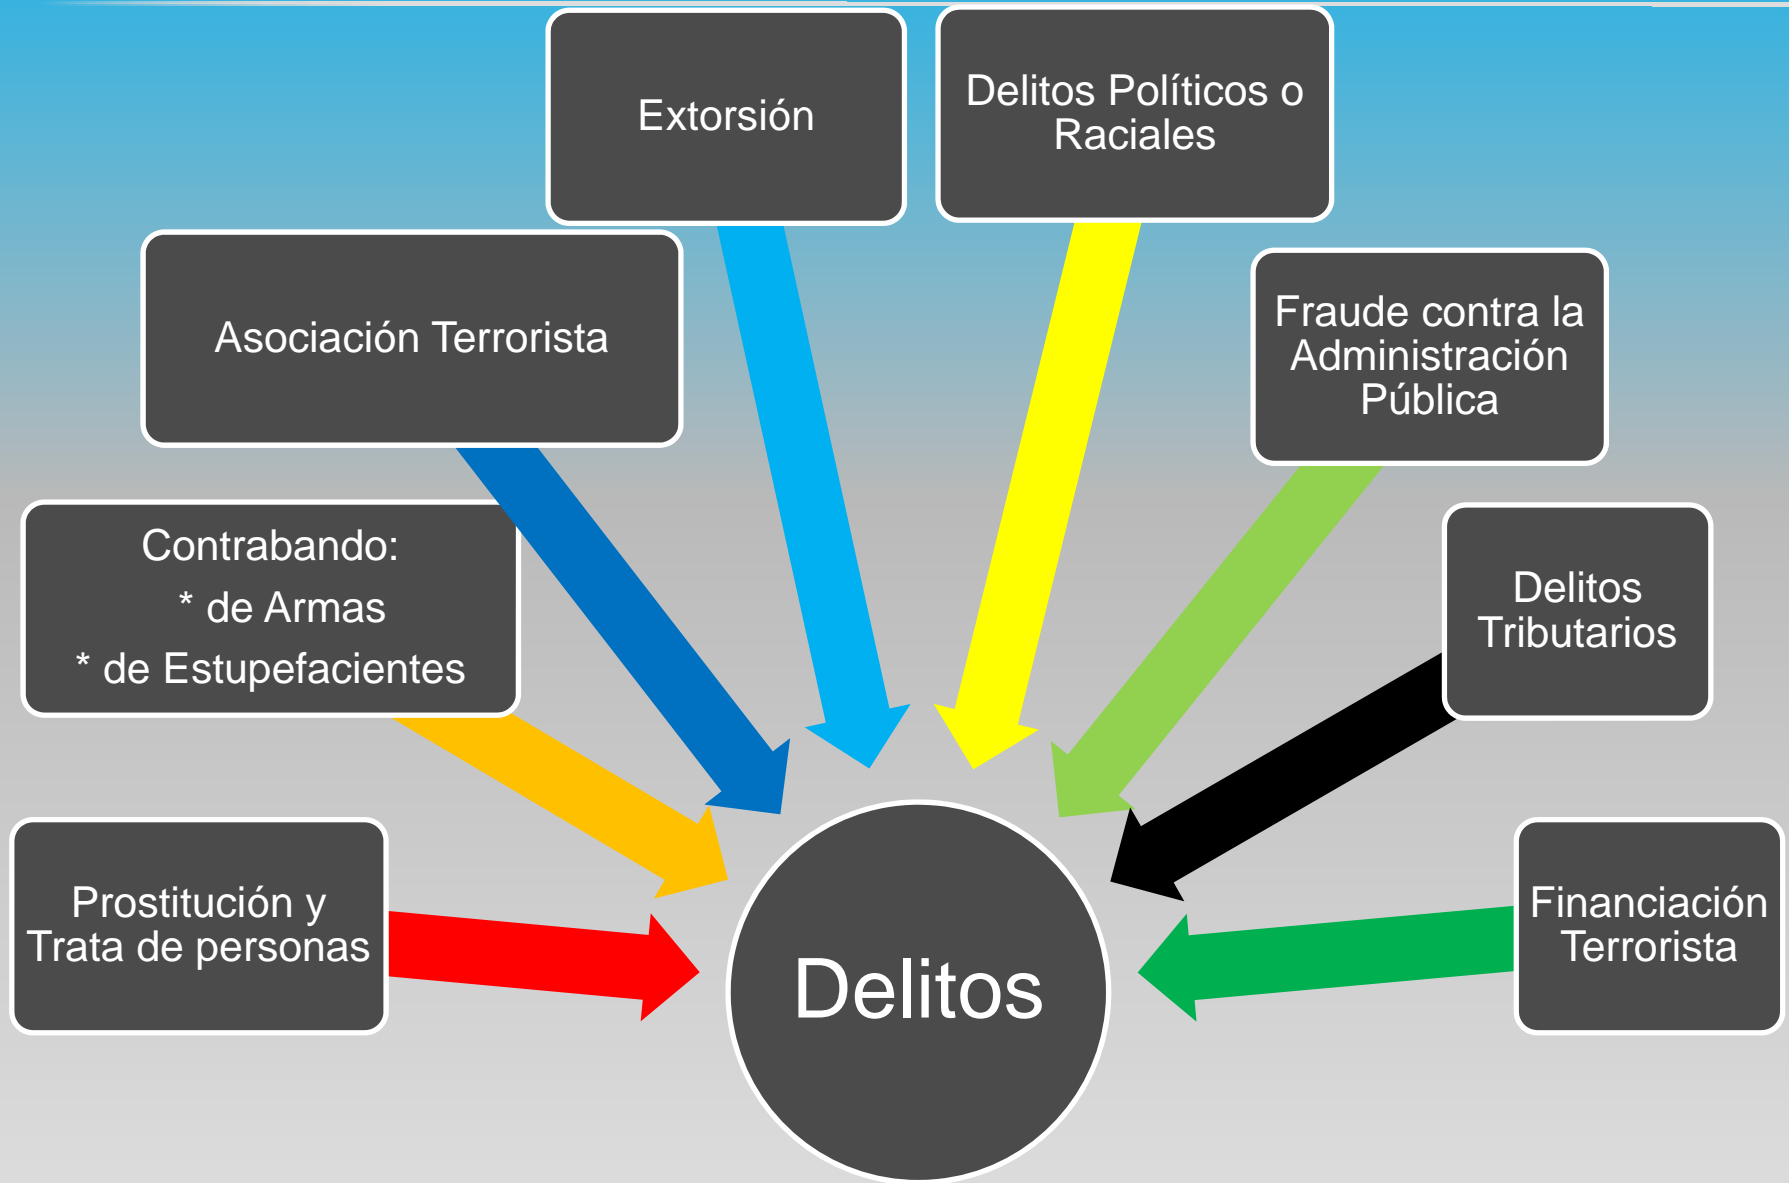 Extorsión
Delitos Políticos o
Raciales
Asociación Terrorista
Fraude contra la
Administración
Pública
Contrabando:
* de Armas
* de Estupefacientes
Delitos
Tributarios
Prostitución y
Trata de personas
Financiación
Terrorista
Delitos